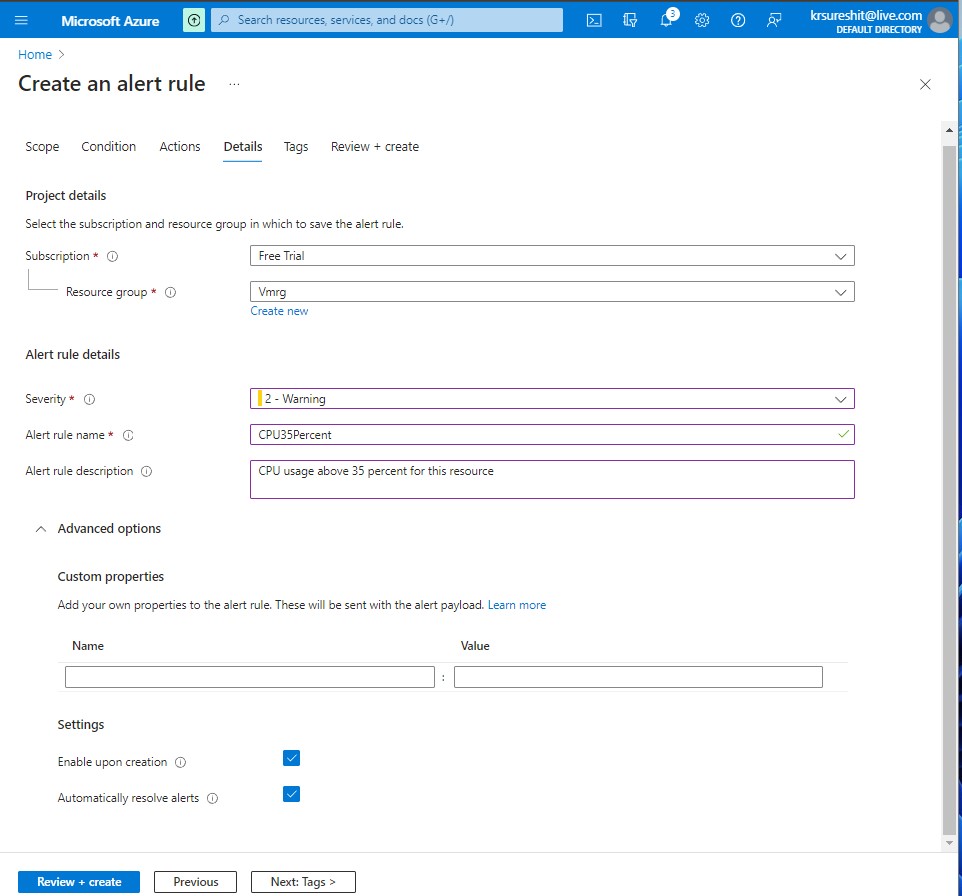 Microsoft Azure
Search resources, services, and docs (G+/)
3
krsureshit@live.com
DEFAULT DIRECTORY
Home >
Create an alert rule ...
Scope Condition Actions Details Tags Review + create
Project details
Select the subscription and resource group in which to save the alert rule.
Subscription * Free Trial
Resource group * Vmrg
Create new
Alert rule details
Severity * 2 - Warning
Alert rule name * CPU35Percent
Alert rule description CPU usage above 35 percent for this resource
Advanced options
Custom properties
Add your own properties to the alert rule. These will be sent with the alert payload. Learn more
Name Value
:
Settings
Enable upon creation
Automatically resolve alerts
Review + create Previous Next: Tags >